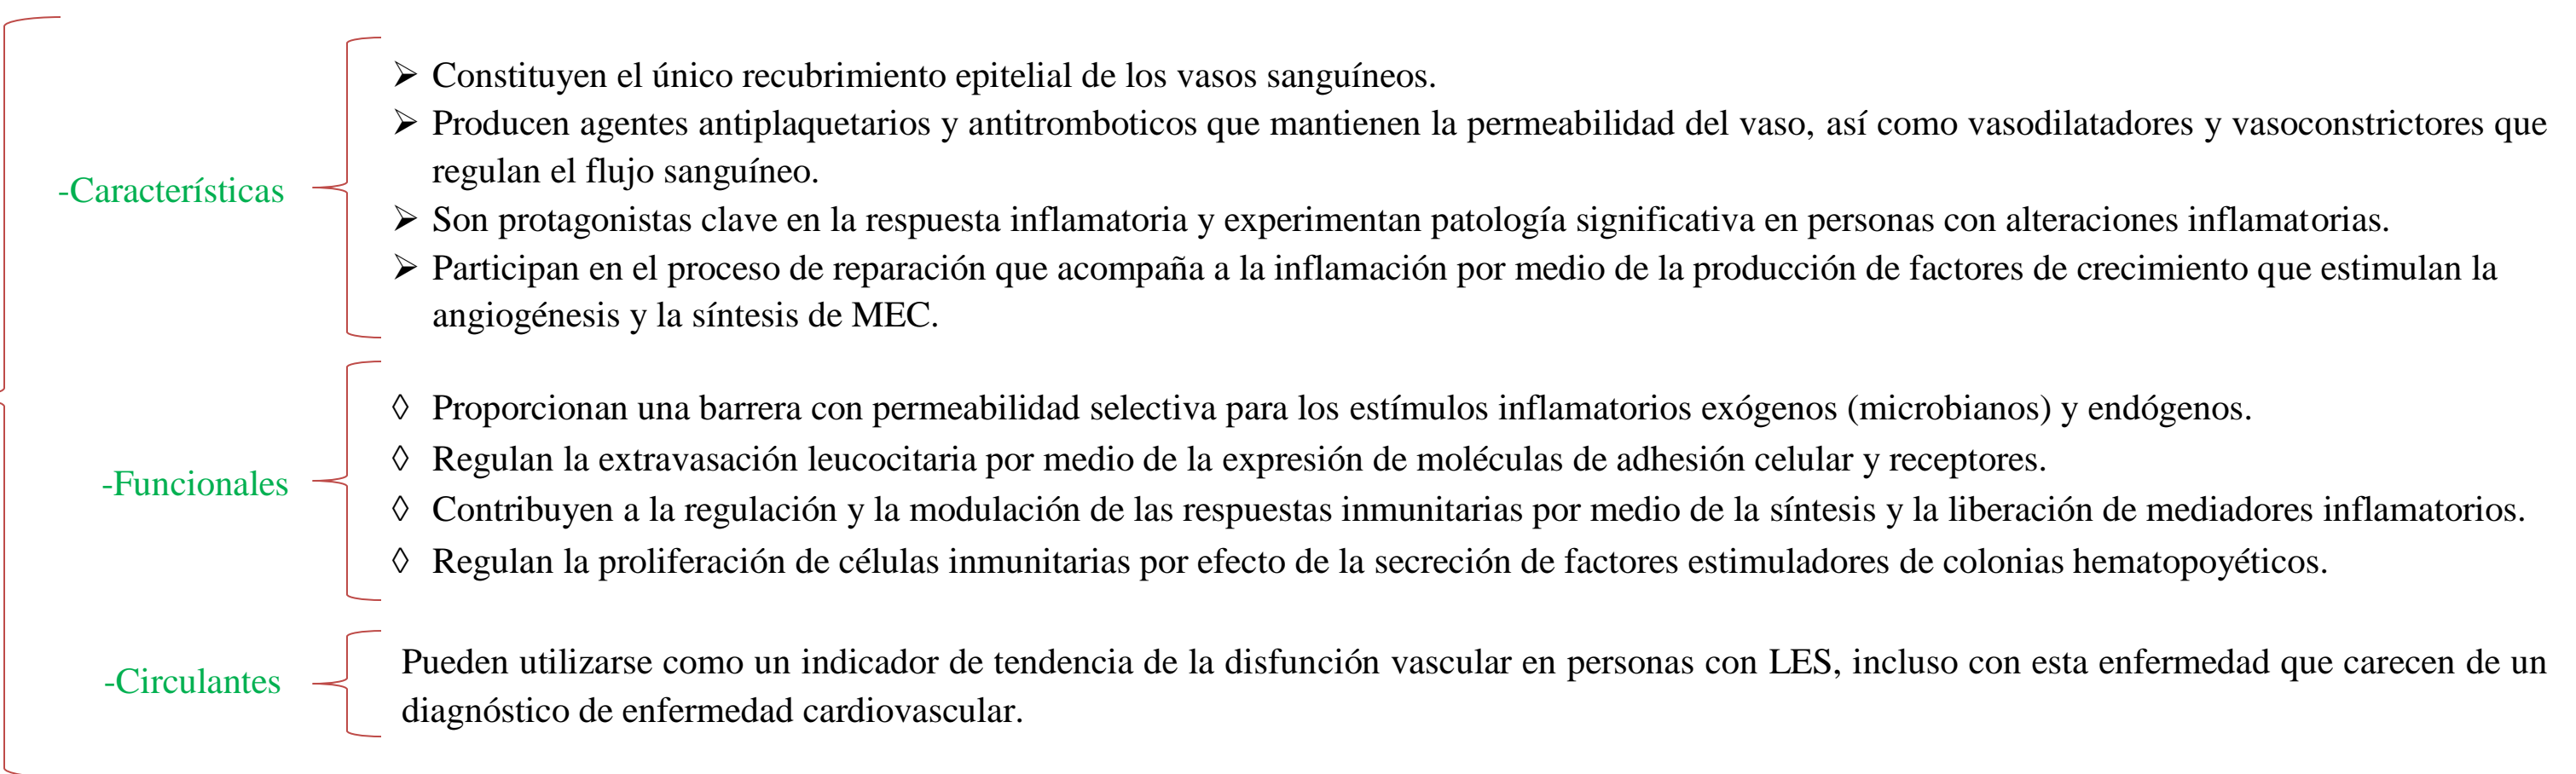 -Características
➢ Constituyen el único recubrimiento epitelial de los vasos sanguíneos.
➢ Producen agentes antiplaquetarios y antitromboticos que mantienen la permeabilidad del vaso, así como vasodilatadores y vasoconstrictores que
regulan el flujo sanguíneo.
➢ Son protagonistas clave en la respuesta inflamatoria y experimentan patología significativa en personas con alteraciones inflamatorias.
➢ Participan en el proceso de reparación que acompaña a la inflamación por medio de la producción de factores de crecimiento que estimulan la
angiogénesis y la síntesis de MEC.
-Funcionales
◊ Proporcionan una barrera con permeabilidad selectiva para los estímulos inflamatorios exógenos (microbianos) y endógenos.
◊ Regulan la extravasación leucocitaria por medio de la expresión de moléculas de adhesión celular y receptores.
◊ Contribuyen a la regulación y la modulación de las respuestas inmunitarias por medio de la síntesis y la liberación de mediadores inflamatorios.
◊ Regulan la proliferación de células inmunitarias por efecto de la secreción de factores estimuladores de colonias hematopoyéticos.
-Circulantes
Pueden utilizarse como un indicador de tendencia de la disfunción vascular en personas con LES, incluso con esta enfermedad que carecen de un
diagnóstico de enfermedad cardiovascular.